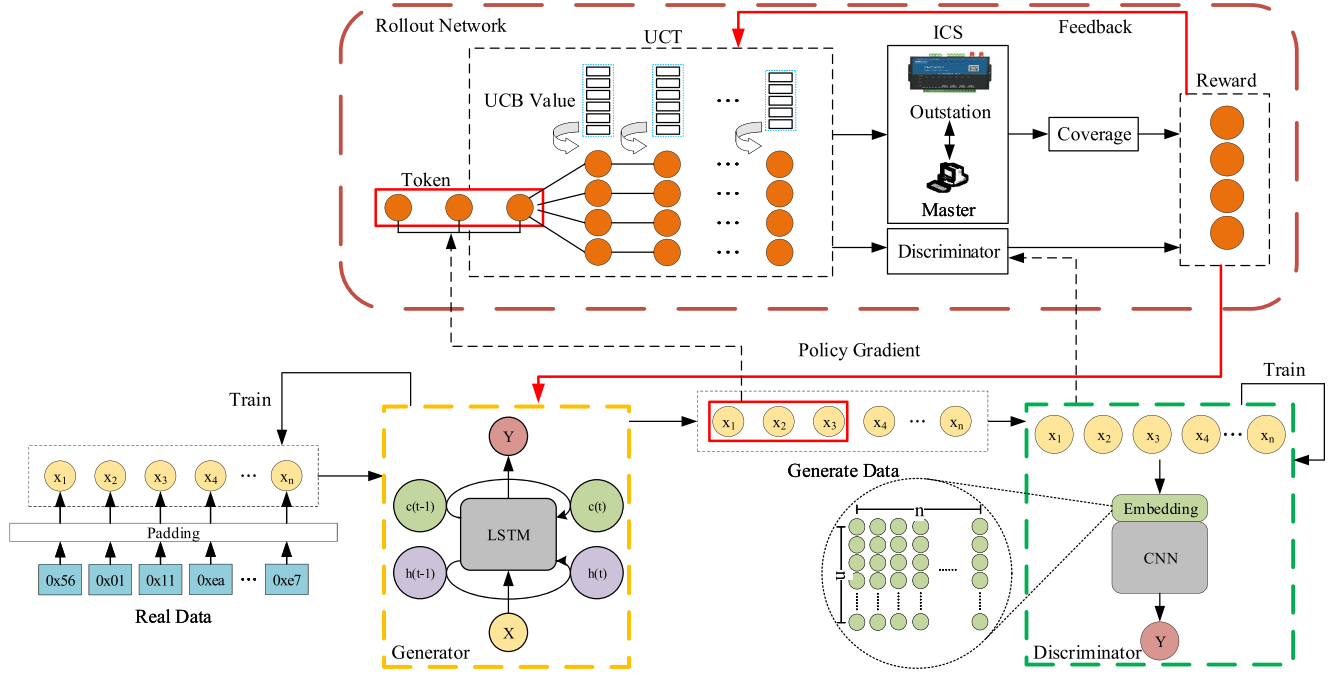 Rollout Network
UCT
ICS
Feedback
UCB Value
...
Reward
Outstation
Coverage
Token
...
...
Master
...
Discriminator
...
Policy Gradient
Train
Train
x1 x2 x3 x4 ... xn
x1 x2 x3 x4 ... xn
Y
x1 x2 x3 x4 ... xn
Generate Data
c(t-1)
c(t)
n
Embedding
Padding
LSTM
CNN
h(t-1)
h(t)
n
......
0x56 0x01 0x11 0xea ... 0xe7
Real Data
X
Y
Generator
Discriminator